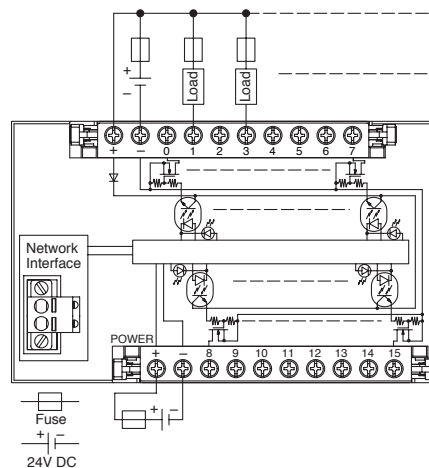 +
−
Load
Load
+ − 0 1 2 3 4 5 6 7
Network
Interface
POWER
+ − 8 9 10 11 12 13 14 15
+ −
Fuse
+ −
24V DC